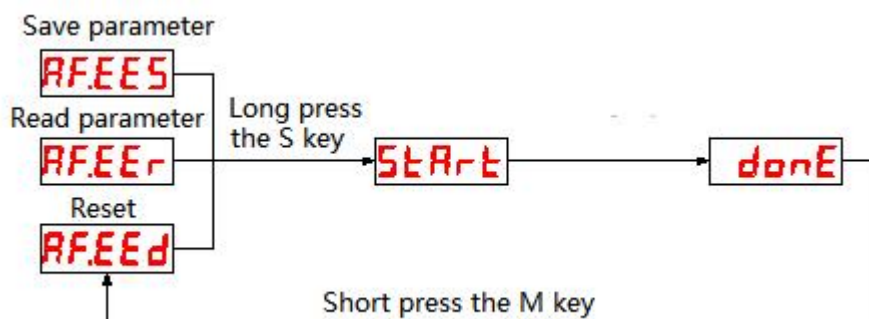 Save parameter
AF.EES
Read parameter
Long press
the S key
AF.EEr
StArt
donE
Reset
AF.EEd
Short press the M key